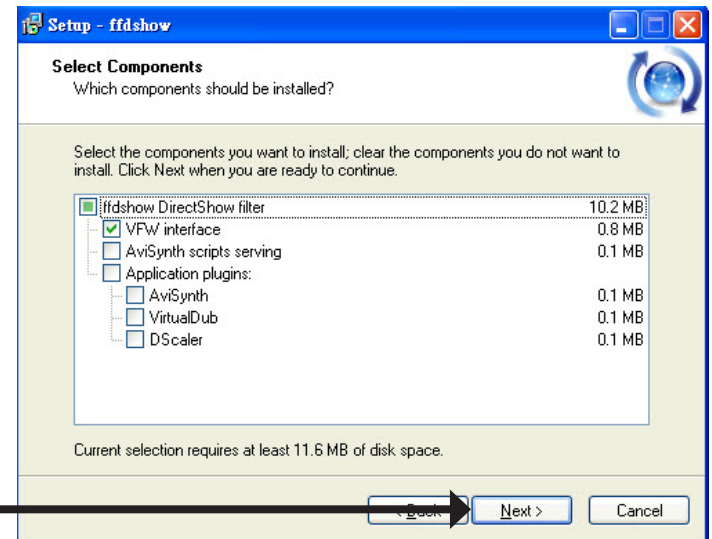 Setup - ffdshow
Select Components
Which components should be installed?
Select the components you want to install; clear the components you do not want to
install. Click Next when you are ready to continue.
ffdshow DirectShow filter 10.2 MB
VFW interface 0.8 MB
AviSynth scripts serving 0.1 MB
Application plugins:
AviSynth 0.1 MB
VirtualDub 0.1 MB
DScaler 0.1 MB
Current selection requires at least 11.6 MB of disk space.
< Back Next > Cancel